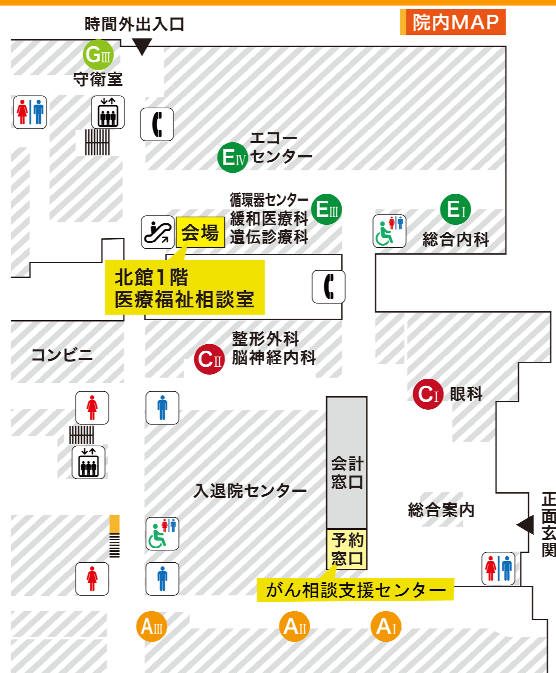 時間外出入口
院内MAP
GIII
守衛室
エコー
センター
EIV
循環器センター
緩和医療科
遺伝診療科
EIII
EI
総合内科
会場
北館1階
医療福祉相談室
コンビニ
整形外科
脳神経内科
CII
CI
眼科
入退院センター
会計
窓口
総合案内
正面玄関
予約
窓口
がん相談支援センター
AIII
AII
AI